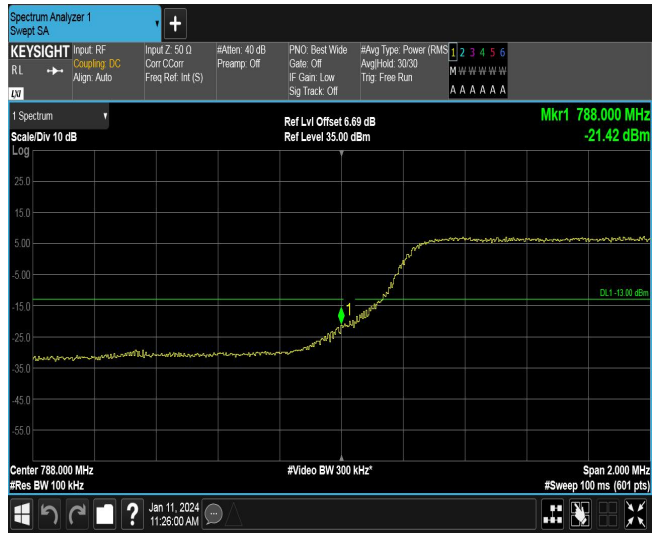 Spectrum Analyzer 1
Swept SA
KEYSIGHT
RL
LXI
Input: RF
Coupling: DC
Align: Auto
Input Z: 50 Ω
Corr CCorr
Freq Ref: Int (S)
#Atten: 40 dB
Preamp: Off
PNO: Best Wide
Gate: Off
IF Gain: Low
Sig Track: Off
#Avg Type: Power (RMS
Avg|Hold: 30/30
Trig: Free Run
1 2 3 4 5 6
M W W W W W
A A A A A A
1 Spectrum
Scale/Div 10 dB
Ref Lvl Offset 6.69 dB
Ref Level 35.00 dBm
Mkr1 788.000 MHz
-21.42 dBm
Log
25.0
15.0
5.00
-5.00
DL1 -13.00 dBm
-15.0
1
-25.0
-35.0
-45.0
-55.0
Center 788.000 MHz
#Res BW 100 kHz
#Video BW 300 kHz*
Span 2.000 MHz
#Sweep 100 ms (601 pts)
Jan 11, 2024
11:26:00 AM